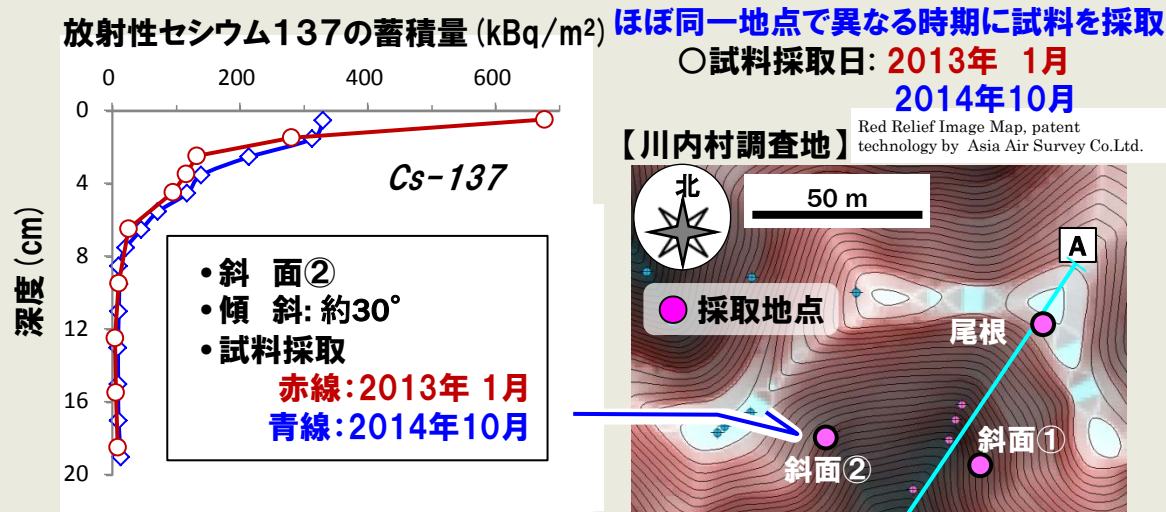 放射性セシウム137の蓄積量(kBq/m²)
0 200 400 600
0
4
8
12
16
20
深度(cm)
Cs-137
•斜 面②
•傾 斜:約30°
•試料採取
赤線:2013年 1月
青線:2014年10月
ほぼ同一地点で異なる時期に試料を採取
〇試料採取日: 2013年 1月
2014年10月
【川内村調査地】
Red Relief Image Map, patent
technology by Asia Air Survey Co.Ltd.
北
50 m
A
採取地点
尾根
斜面①
斜面②